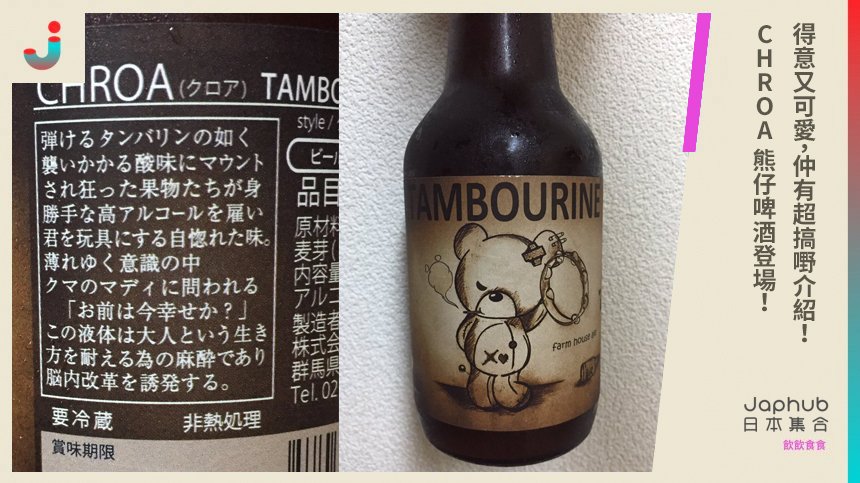 CHROA (クロア) TAMBO
style /
弾けるタンバリンの如く
襲いかかる酸味にマウント
され狂った果物たちが身
勝手な高アルコールを雇い
君を玩具にする自惚れた味。
薄れゆく意識の中
クマのマディに問われる
「お前は今幸せか?」
この液体は大人という生き
方を耐える為の麻酔であり
脳内改革を誘発する。
要冷蔵 非熱処理
賞味期限
ビール
品目
原材料
麦芽(
内容量
アルコ
製造者
株式会
群馬県
Tel. 02
TAMBOURINE
farm house ale
得意又可愛,仲有超搞嘢介紹!
CHROA 熊仔啤酒登場!
Japhub
日本集合
飲飲食食